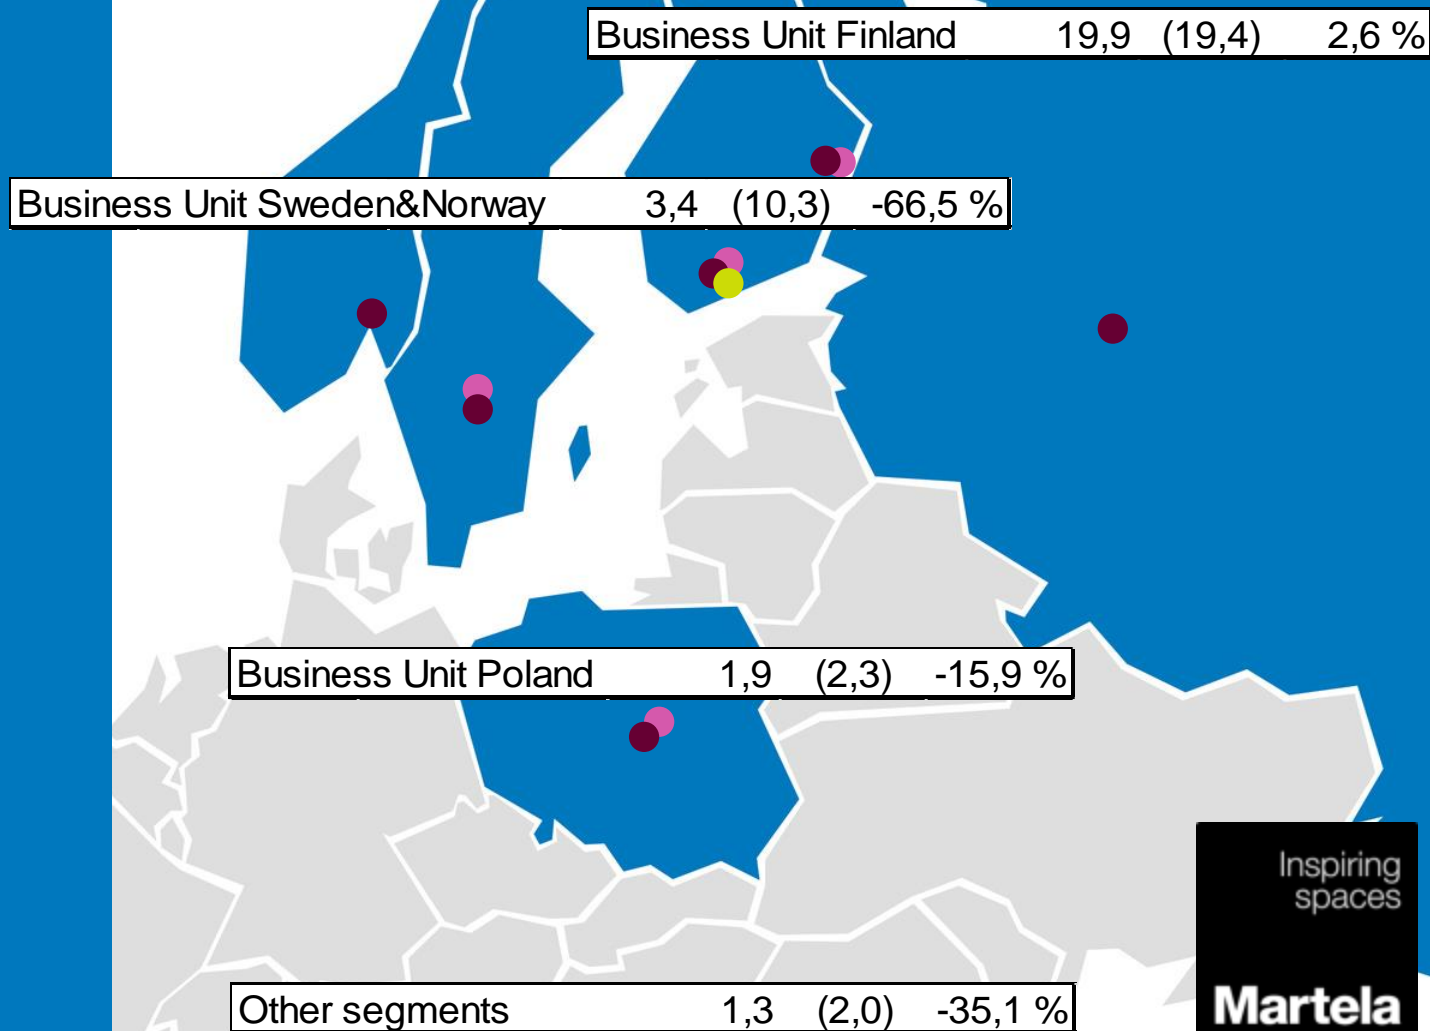 Business Unit Finland 19,9 (19,4) 2,6 %
Business Unit Sweden&Norway 3,4 (10,3) -66,5 %
Business Unit Poland 1,9 (2,3) -15,9 %
Inspiring
spaces
Martela
Other segments 1,3 (2,0) -35,1 %